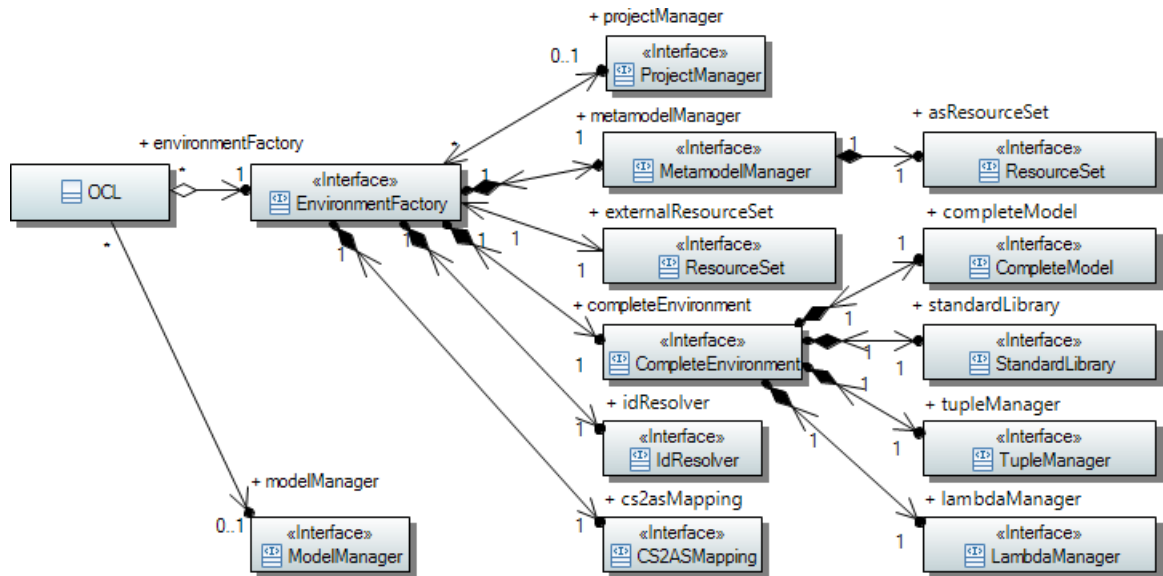 + projectManager
0..1
«Interface»
ProjectManager
*
+ metamodelManager
1
«Interface»
MetamodelManager
1
+ asResourceSet
1
«Interface»
ResourceSet
+ environmentFactory
OCL
*
1
«Interface»
EnvironmentFactory
1
+ externalResourceSet
1
1
«Interface»
ResourceSet
+ completeModel
1
«Interface»
CompleteModel
1
1
1
1
+ completeEnvironment
1
«Interface»
CompleteEnvironment
+ standardLibrary
1
1
«Interface»
StandardLibrary
*
+ idResolver
1
«Interface»
IdResolver
1
1
+ tupleManager
1
«Interface»
TupleManager
+ modelManager
0..1
«Interface»
ModelManager
+ cs2asMapping
1
«Interface»
CS2ASMapping
+ lambdaManager
1
«Interface»
LambdaManager